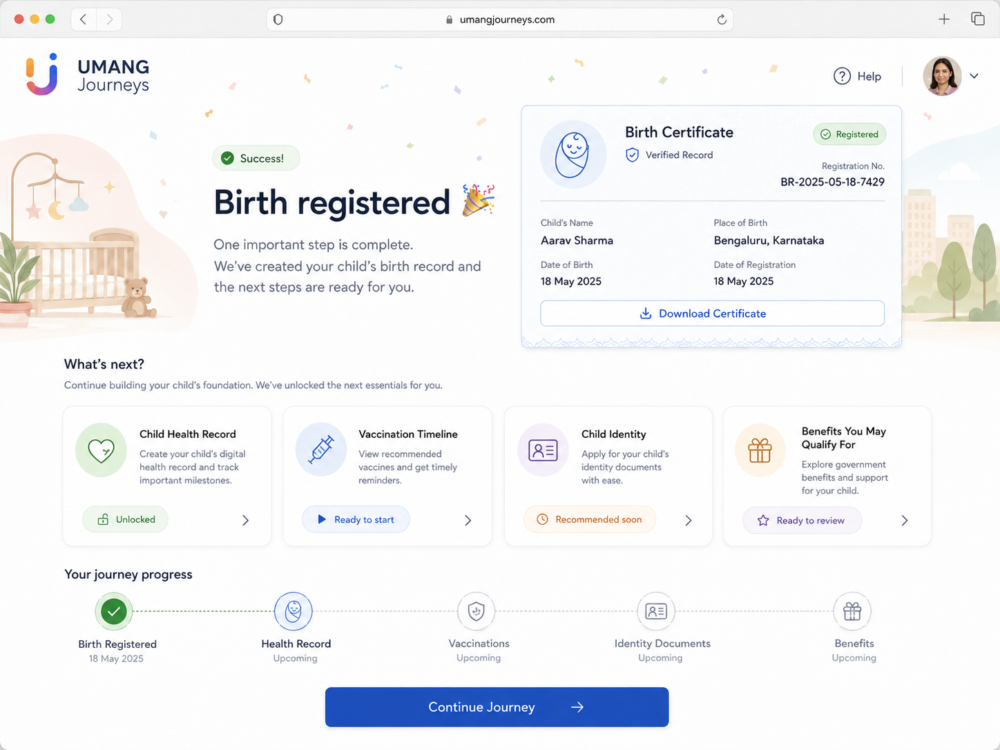 umangjourneys.com
UMANG
Journeys
Help
Success!
Birth registered
One important step is complete.
We've created your child's birth record and
the next steps are ready for you.
Birth Certificate
Verified Record
Registered
Registration No.
BR-2025-05-18-7429
Child's Name
Aarav Sharma
Place of Birth
Bengaluru, Karnataka
Date of Birth
18 May 2025
Date of Registration
18 May 2025
Download Certificate
What's next?
Continue building your child's foundation. We've unlocked the next essentials for you.
Child Health Record
Create your child's digital
health record and track
important milestones.
Unlocked
Vaccination Timeline
View recommended
vaccines and get timely
reminders.
Ready to start
Child Identity
Apply for your child's
identity documents
with ease.
Recommended soon
Benefits You May
Qualify For
Explore government
benefits and support
for your child.
Ready to review
Your journey progress
Birth Registered
18 May 2025
Health Record
Upcoming
Vaccinations
Upcoming
Identity Documents
Upcoming
Benefits
Upcoming
Continue Journey